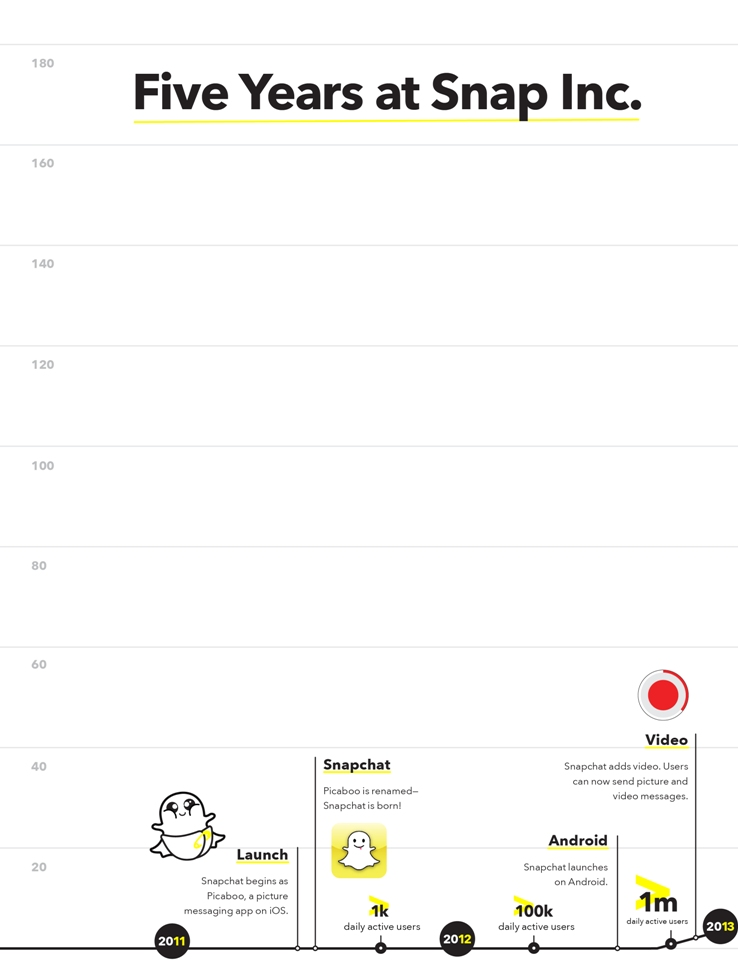 180
Five Years at Snap Inc.
160
140
120
100
80
60
Video
40
Snapchat
Snapchat adds video. Users
can now send picture and
video messages.
Picaboo is renamed—
Snapchat is born!
Android
Launch
20
Snapchat launches
on Android.
Snapchat begins as
Picaboo, a picture
messaging app on iOS.
1k
daily active users
100k
daily active users
1m
daily active users
2011
2012
2013